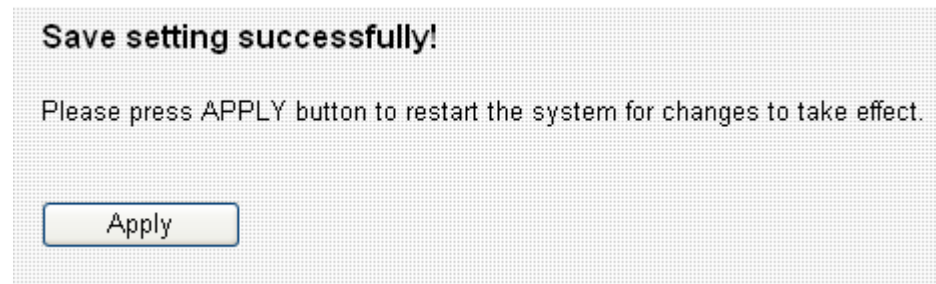 Save setting successfully!
Please press APPLY button to restart the system for changes to take effect.
Apply